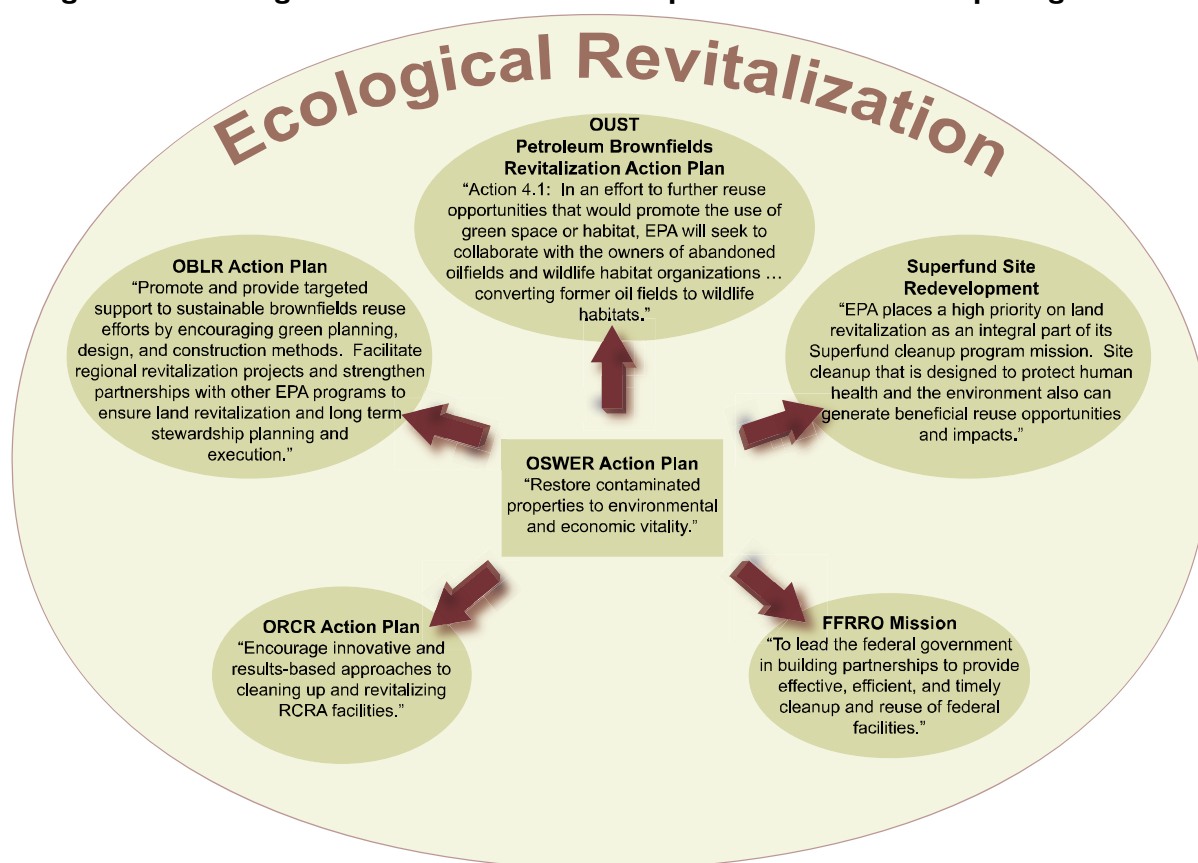 Ecological Revitalization
OUST
Petroleum Brownfields
Revitalization Action Plan
“Action 4.1:  In an effort to further reuse
opportunities that would promote the use of
green space or habitat, EPA will seek to
collaborate with the owners of abandoned
oilfields and wildlife habitat organizations …
converting former oil fields to wildlife
habitats.”
OBLR Action Plan
“Promote and provide targeted
support to sustainable brownfields reuse
efforts by encouraging green planning,
design, and construction methods.  Facilitate
regional revitalization projects and strengthen
partnerships with other EPA programs to
ensure land revitalization and long term
stewardship planning and
execution.”
Superfund Site
Redevelopment
“EPA places a high priority on land
revitalization as an integral part of its
Superfund cleanup program mission.  Site
cleanup that is designed to protect human
health and the environment also can
generate beneficial reuse opportunities
and impacts.”
OSWER Action Plan
“Restore contaminated
properties to environmental
and economic vitality.”
ORCR Action Plan
“Encourage innovative and
results-based approaches to
cleaning up and revitalizing
RCRA facilities.”
FFRRO Mission
“To lead the federal government
in building partnerships to provide
effective, efficient, and timely
cleanup and reuse of federal
facilities.”